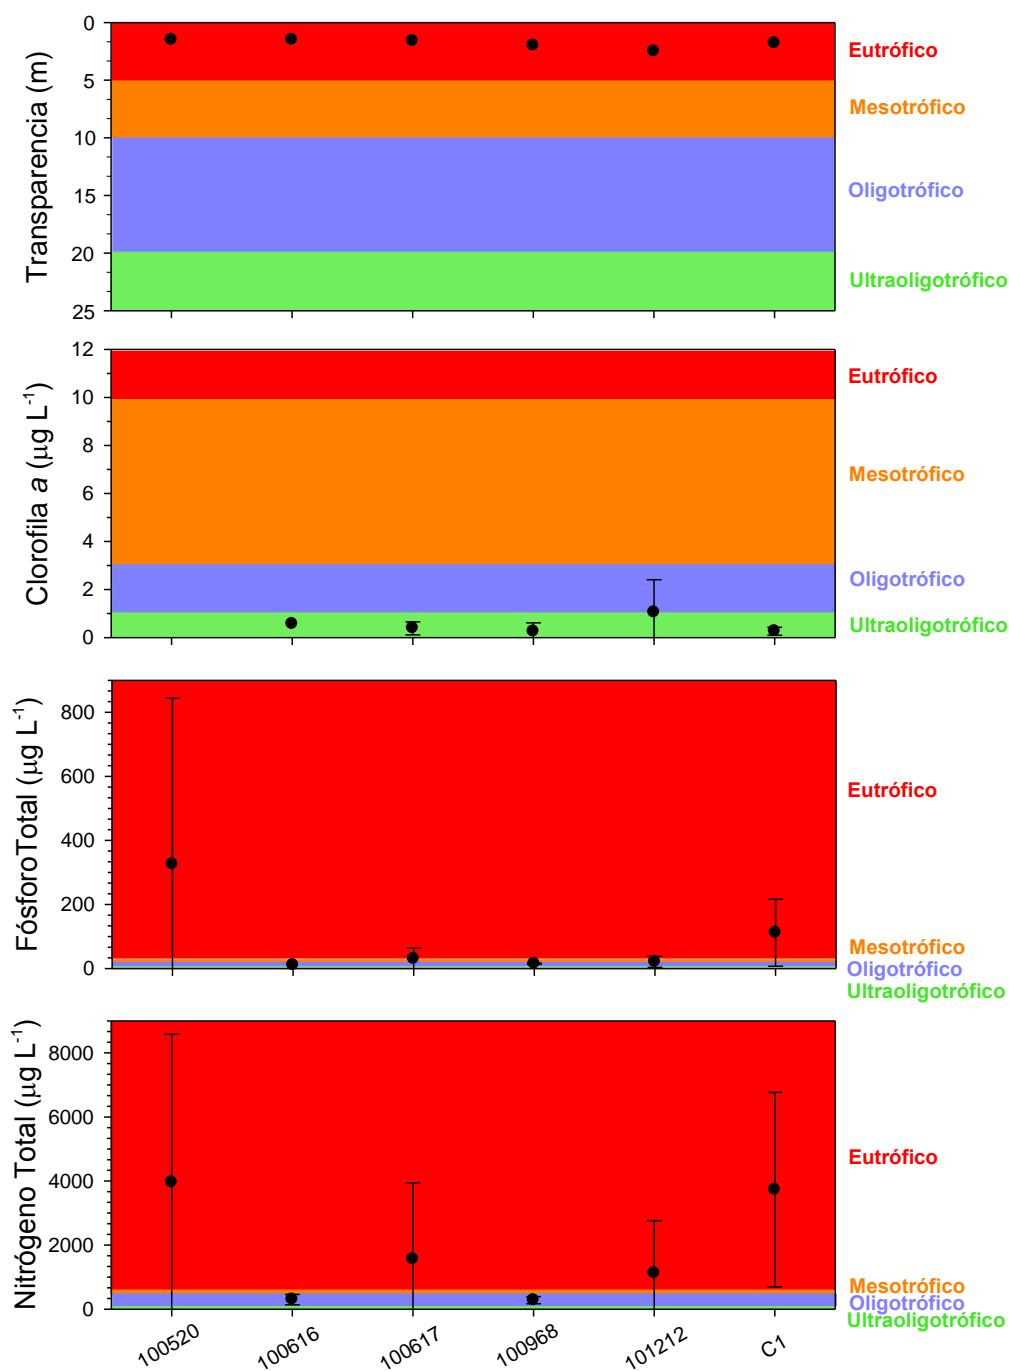 Transparencia (m)
0
5
10
15
20
25
Eutrófico
Mesotrófico
Oligotrófico
Ultraoligotrófico
Clorofila a (µg L-1)
12
10
8
6
4
2
0
Eutrófico
Mesotrófico
Oligotrófico
Ultraoligotrófico
FósforoTotal (µg L-1)
800
600
400
200
0
Eutrófico
Mesotrófico
Oligotrófico
Ultraoligotrófico
Nitrógeno Total (µg L-1)
8000
6000
4000
2000
0
Eutrófico
Mesotrófico
Oligotrófico
Ultraoligotrófico
100520 100616 100617 100968 101212 C1